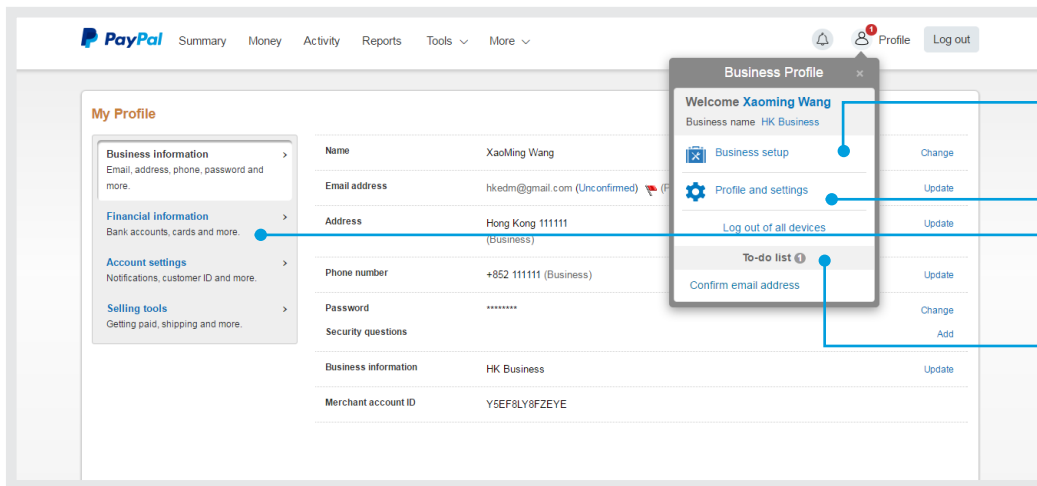 PayPal Summary Money Activity Reports Tools More 1 Profile Log out
Business Profile ×
Welcome Xaoming Wang
Business name HK Business
Business setup
Profile and settings
Log out of all devices
To-do list 1
Confirm email address
My Profile
Business information
Email, address, phone, password and
more.
Financial information
Bank accounts, cards and more.
Account settings
Notifications, customer ID and more.
Selling tools
Getting paid, shipping and more.
Name XaoMing Wang Change
Email address hkedm@gmail.com (Unconfirmed) Update
Address Hong Kong 111111 Update
(Business)
Phone number +852 111111 (Business) Update
Password ******** Change
Security questions Add
Business information HK Business Update
Merchant account ID Y5EF8LY8FZEYE